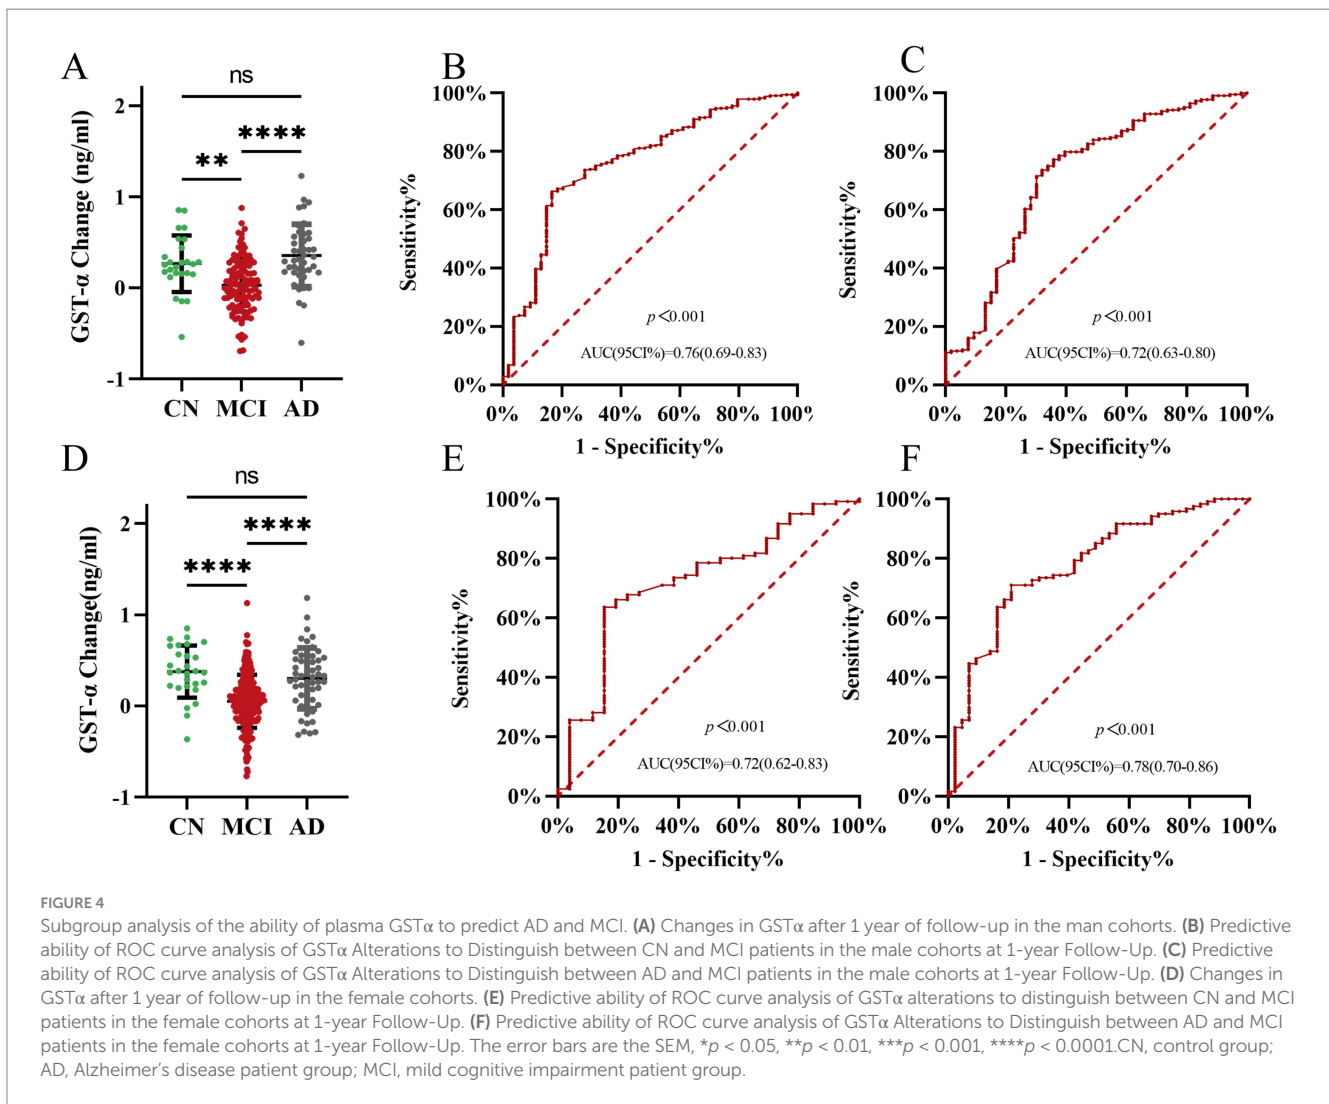 A
ns
✱✱✱✱
✱✱
GST-α Change (ng/ml)
2
1
0
-1
CN MCI AD
B
Sensitivity%
100%
80%
60%
40%
20%
0%
p<0.001
AUC(95CI%)=0.76(0.69-0.83)
0% 20% 40% 60% 80% 100%
1 - Specificity%
C
Sensitivity%
100%
80%
60%
40%
20%
0%
p<0.001
AUC(95CI%)=0.72(0.63-0.80)
0% 20% 40% 60% 80% 100%
1 - Specificity%
D
ns
✱✱✱✱
✱✱✱✱
GST-α Change(ng/ml)
2
1
0
-1
CN MCI AD
E
Sensitivity%
100%
80%
60%
40%
20%
0%
p<0.001
AUC(95CI%)=0.72(0.62-0.83)
0% 20% 40% 60% 80% 100%
1 - Specificity%
F
Sensitivity%
100%
80%
60%
40%
20%
0%
p<0.001
AUC(95CI%)=0.78(0.70-0.86)
0% 20% 40% 60% 80% 100%
1 - Specificity%
FIGURE 4
Subgroup analysis of the ability of plasma GSTα to predict AD and MCI. (A) Changes in GSTα after 1 year of follow-up in the man cohorts. (B) Predictive
ability of ROC curve analysis of GSTα Alterations to Distinguish between CN and MCI patients in the male cohorts at 1-year Follow-Up. (C) Predictive
ability of ROC curve analysis of GSTα Alterations to Distinguish between AD and MCI patients in the male cohorts at 1-year Follow-Up. (D) Changes in
GSTα after 1 year of follow-up in the female cohorts. (E) Predictive ability of ROC curve analysis of GSTα alterations to distinguish between CN and MCI
patients in the female cohorts at 1-year Follow-Up. (F) Predictive ability of ROC curve analysis of GSTα Alterations to Distinguish between AD and MCI
patients in the female cohorts at 1-year Follow-Up. The error bars are the SEM, *p < 0.05, **p < 0.01, ***p < 0.001, ****p < 0.0001.CN, control group;
AD, Alzheimer's disease patient group; MCI, mild cognitive impairment patient group.